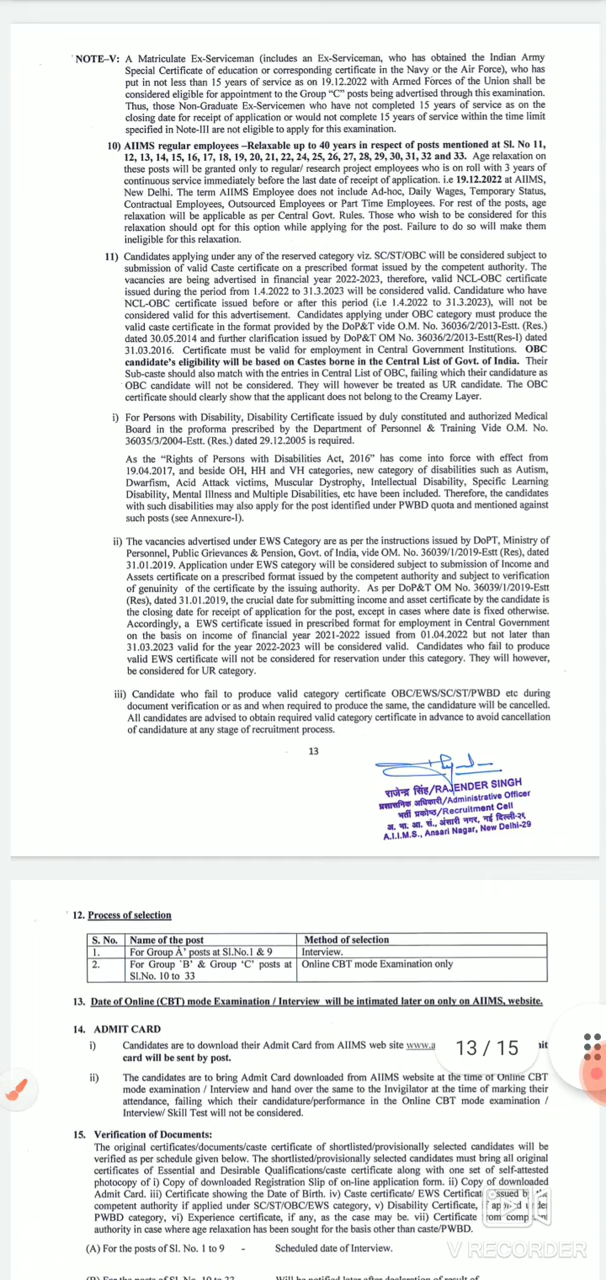 NOTE–V: A Matriculate Ex-Serviceman (includes an Ex-Serviceman, who has obtained the Indian Army
Special Certificate of education or corresponding certificate in the Navy or the Air Force), who has
put in not less than 15 years of service as on 19.12.2022 with Armed Forces of the Union shall be
considered eligible for appointment to the Group "C" posts being advertised through this examination.
Thus, those Non-Graduate Ex-Servicemen who have not completed 15 years of service as on the
closing date for receipt of application or would not complete 15 years of service within the time limit
specified in Note-III are not eligible to apply for this examination.
10) AIIMS regular employees –Relaxable up to 40 years in respect of posts mentioned at Sl. No 11,
12, 13, 14, 15, 16, 17, 18, 19, 20, 21, 22, 24, 25, 26, 27, 28, 29, 30, 31, 32 and 33. Age relaxation on
these posts will be granted only to regular/ research project employees who is on roll with 3 years of
continuous service immediately before the last date of receipt of application. i.e 19.12.2022 at AIIMS,
New Delhi. The term AIIMS Employee does not include Ad-hoc, Daily Wages, Temporary Status,
Contractual Employees, Outsourced Employees or Part Time Employees. For rest of the posts, age
relaxation will be applicable as per Central Govt. Rules. Those who wish to be considered for this
relaxation should opt for this option while applying for the post. Failure to do so will make them
ineligible for this relaxation.
11) Candidates applying under any of the reserved category viz. SC/ST/OBC will be considered subject to
submission of valid Caste certificate on a prescribed format issued by the competent authority. The
vacancies are being advertised in financial year 2022-2023, therefore, valid NCL-OBC certificate
issued during the period from 1.4.2022 to 31.3.2023 will be considered valid. Candidature who have
NCL-OBC certificate issued before or after this period (i.e 1.4.2022 to 31.3.2023), will not be
considered valid for this advertisement. Candidates applying under OBC category must produce the
valid caste certificate in the format provided by the DoP&T vide O.M. No. 36036/2/2013-Estt. (Res.)
dated 30.05.2014 and further clarification issued by DoP&T OM No. 36036/2/2013-Estt(Res-I) dated
31.03.2016. Certificate must be valid for employment in Central Government Institutions. OBC
candidate's eligibility will be based on Castes borne in the Central List of Govt. of India. Their
Sub-caste should also match with the entries in Central List of OBC, failing which their candidature as
OBC candidate will not be considered. They will however be treated as UR candidate. The OBC
certificate should clearly show that the applicant does not belong to the Creamy Layer.
i) For Persons with Disability, Disability Certificate issued by duly constituted and authorized Medical
Board in the proforma prescribed by the Department of Personnel & Training Vide O.M. No.
36035/3/2004-Estt. (Res.) dated 29.12.2005 is required.
As the "Rights of Persons with Disabilities Act, 2016" has come into force with effect from
19.04.2017, and beside OH, HH and VH categories, new category of disabilities such as Autism,
Dwarfism, Acid Attack victims, Muscular Dystrophy, Intellectual Disability, Specific Learning
Disability, Mental Illness and Multiple Disabilities, etc have been included. Therefore, the candidates
with such disabilities may also apply for the post identified under PWBD quota and mentioned against
such posts (see Annexure-I).
ii) The vacancies advertised under EWS Category are as per the instructions issued by DoPT, Ministry of
Personnel, Public Grievances & Pension, Govt. of India, vide OM. No. 36039/1/2019-Estt (Res), dated
31.01.2019. Application under EWS category will be considered subject to submission of Income and
Assets certificate on a prescribed format issued by the competent authority and subject to verification
of genuinity of the certificate by the issuing authority. As per DoP&T OM No. 36039/1/2019-Estt
(Res), dated 31.01.2019, the crucial date for submitting income and asset certificate by the candidate is
the closing date for receipt of application for the post, except in cases where date is fixed otherwise.
Accordingly, a EWS certificate issued in prescribed format for employment in Central Government
on the basis on income of financial year 2021-2022 issued from 01.04.2022 but not later than
31.03.2023 valid for the year 2022-2023 will be considered valid. Candidates who fail to produce
valid EWS certificate will not be considered for reservation under this category. They will however,
be considered for UR category.
iii) Candidate who fail to produce valid category certificate OBC/EWS/SC/ST/PWBD etc during
document verification or as and when required to produce the same, the candidature will be cancelled.
All candidates are advised to obtain required valid category certificate in advance to avoid cancellation
of candidature at any stage of recruitment process.
13
राजेन्द्र सिंह/RAJENDER SINGH
प्रशासनिक अधिकारी/Administrative Officer
भर्ती प्रकोष्ठ/Recruitment Cell
अ. भा. आ. सं., अंसारी नगर, नई दिल्ली-२९
A.I.I.M.S., Ansari Nagar, New Delhi-29
12. Process of selection
S. No. Name of the post Method of selection
1. For Group A' posts at Sl.No.1 & 9 Interview.
2. For Group 'B' & Group 'C' posts at Online CBT mode Examination only
Sl.No. 10 to 33
13. Date of Online (CBT) mode Examination / Interview will be intimated later on only on AIIMS, website.
14. ADMIT CARD
i) Candidates are to download their Admit Card from AIIMS web site www.a
card will be sent by post.
13 / 15
ii) The candidates are to bring Admit Card downloaded from AIIMS website at the time of Online CBT
mode examination / Interview and hand over the same to the Invigilator at the time of marking their
attendance, failing which their candidature/performance in the Online CBT mode examination /
Interview/ Skill Test will not be considered.
15. Verification of Documents:
The original certificates/documents/caste certificate of shortlisted/provisionally selected candidates will be
verified as per schedule given below. The shortlisted/provisionally selected candidates must bring all original
certificates of Essential and Desirable Qualifications/caste certificate along with one set of self-attested
photocopy of i) Copy of downloaded Registration Slip of on-line application form. ii) Copy of downloaded
Admit Card. iii) Certificate showing the Date of Birth. iv) Caste certificate/ EWS Certificat
competent authority if applied under SC/ST/OBC/EWS category, v) Disability Certificate,
PWBD category, vi) Experience certificate, if any, as the case may be. vii) Certificate
authority in case where age relaxation has been sought for the basis other than caste/PWBD.
(A) For the posts of Sl. No. 1 to 9 - Scheduled date of Interview.
V RECORDER